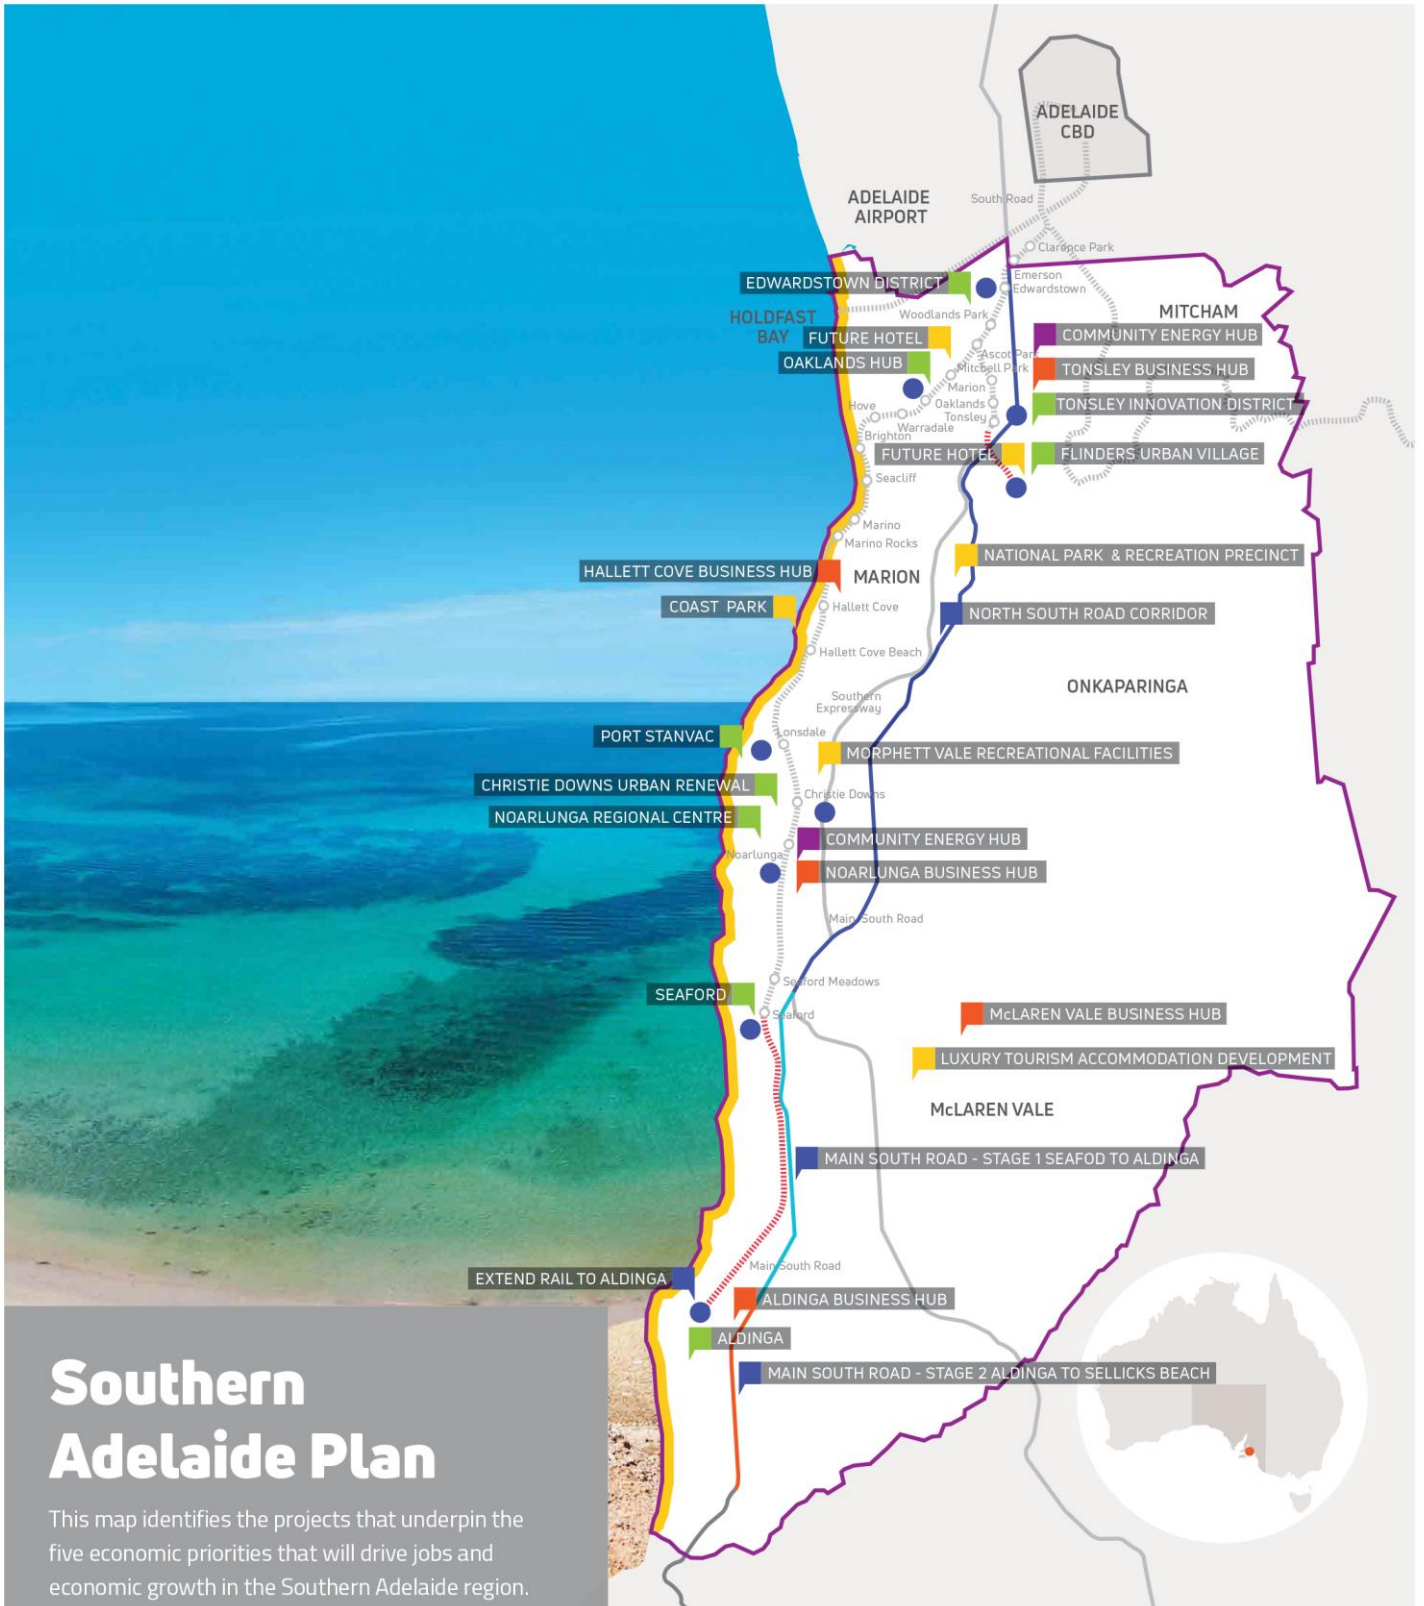 ADELAIDE
CBD
ADELAIDE
AIRPORT
South Road
Clarence Park
Emerson
Edwardstown
EDWARDSTOWN DISTRICT
HOLDFAST
BAY
Woodlands Park
MITCHAM
FUTURE HOTEL
COMMUNITY ENERGY HUB
OAKLANDS HUB
Ascot Park
Mitchell Park
TONSLEY BUSINESS HUB
Marion
Hove
Oaklands
TONSLEY INNOVATION DISTRICT
Tonsley
Warradale
Brighton
FUTURE HOTEL
FLINDERS URBAN VILLAGE
Seacliff
Marino
Marino Rocks
NATIONAL PARK & RECREATION PRECINCT
HALLETT COVE BUSINESS HUB
MARION
COAST PARK
Hallett Cove
NORTH SOUTH ROAD CORRIDOR
Hallett Cove Beach
ONKAPARINGA
Southern
Expressway
PORT STANVAC
Lonsdale
MORPHETT VALE RECREATIONAL FACILITIES
CHRISTIE DOWNS URBAN RENEWAL
Christie Downs
NOARLUNGA REGIONAL CENTRE
COMMUNITY ENERGY HUB
Noarlunga
NOARLUNGA BUSINESS HUB
Main South Road
Seaford Meadows
SEAFORD
Seaford
McLAREN VALE BUSINESS HUB
LUXURY TOURISM ACCOMMODATION DEVELOPMENT
McLAREN VALE
MAIN SOUTH ROAD - STAGE 1 SEAFOD TO ALDINGA
Main South Road
EXTEND RAIL TO ALDINGA
ALDINGA BUSINESS HUB
ALDINGA
MAIN SOUTH ROAD - STAGE 2 ALDINGA TO SELLICKS BEACH
Southern
Adelaide Plan
This map identifies the projects that underpin the
five economic priorities that will drive jobs and
economic growth in the Southern Adelaide region.